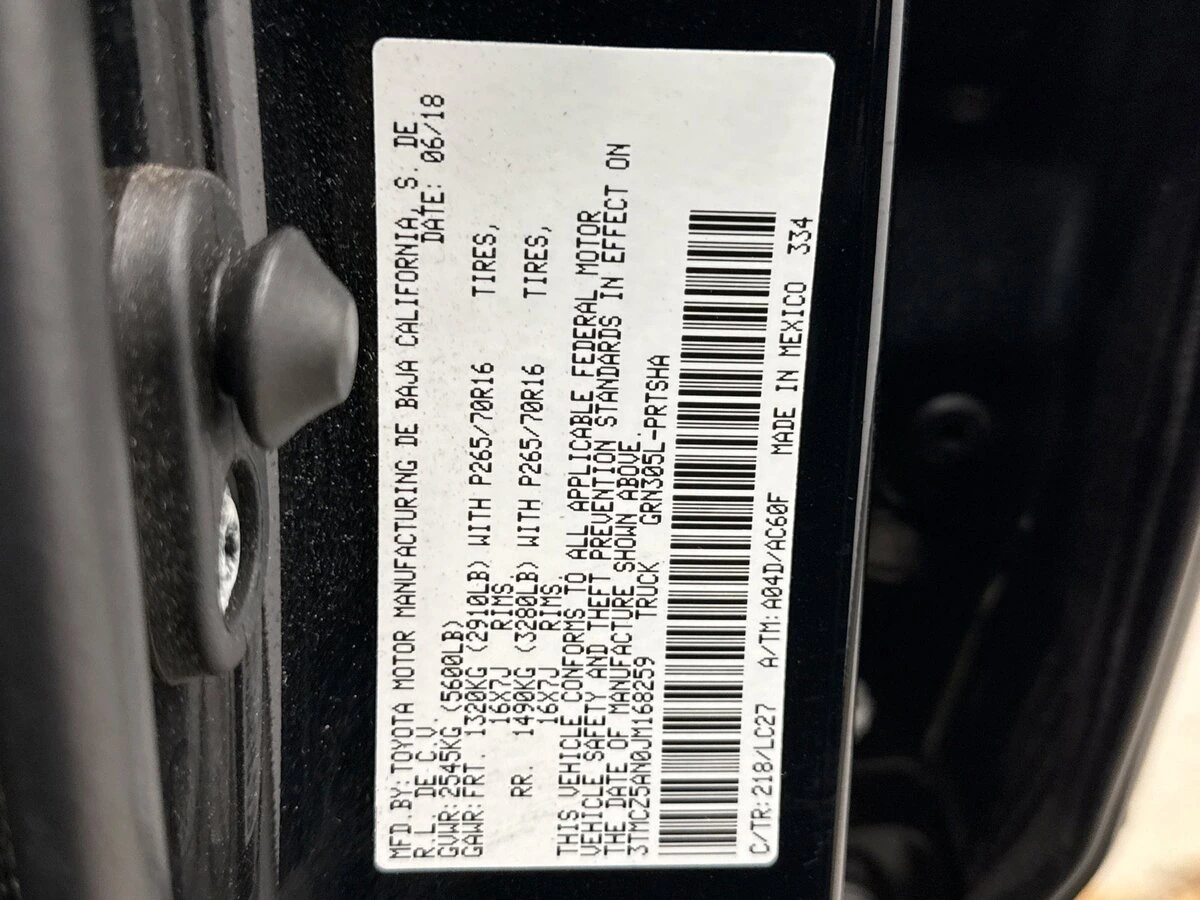 MFD.BY:TOYOTA MOTOR MANUFACTURING DE BAJA CALIFORNIA, S. DE
R.L. DE C.V. DATE: 06/18
GVWR:2545KG (5600LB)
GAWR:FRT. 1320KG (2910LB) WITH P265/70R16 TIRES,
16X7J RIMS.
RR. 1490KG (3280LB) WITH P265/70R16 TIRES,
16X7J RIMS.
THIS VEHICLE CONFORMS TO ALL APPLICABLE FEDERAL MOTOR
VEHICLE SAFETY AND THEFT PREVENTION STANDARDS IN EFFECT ON
THE DATE OF MANUFACTURE SHOWN ABOVE.
3TMCZ5AN0JM168259 TRUCK GRN305L-PRTSHA
C/TR:218/LC27 A/TM:A04D/AC60F MADE IN MEXICO 334